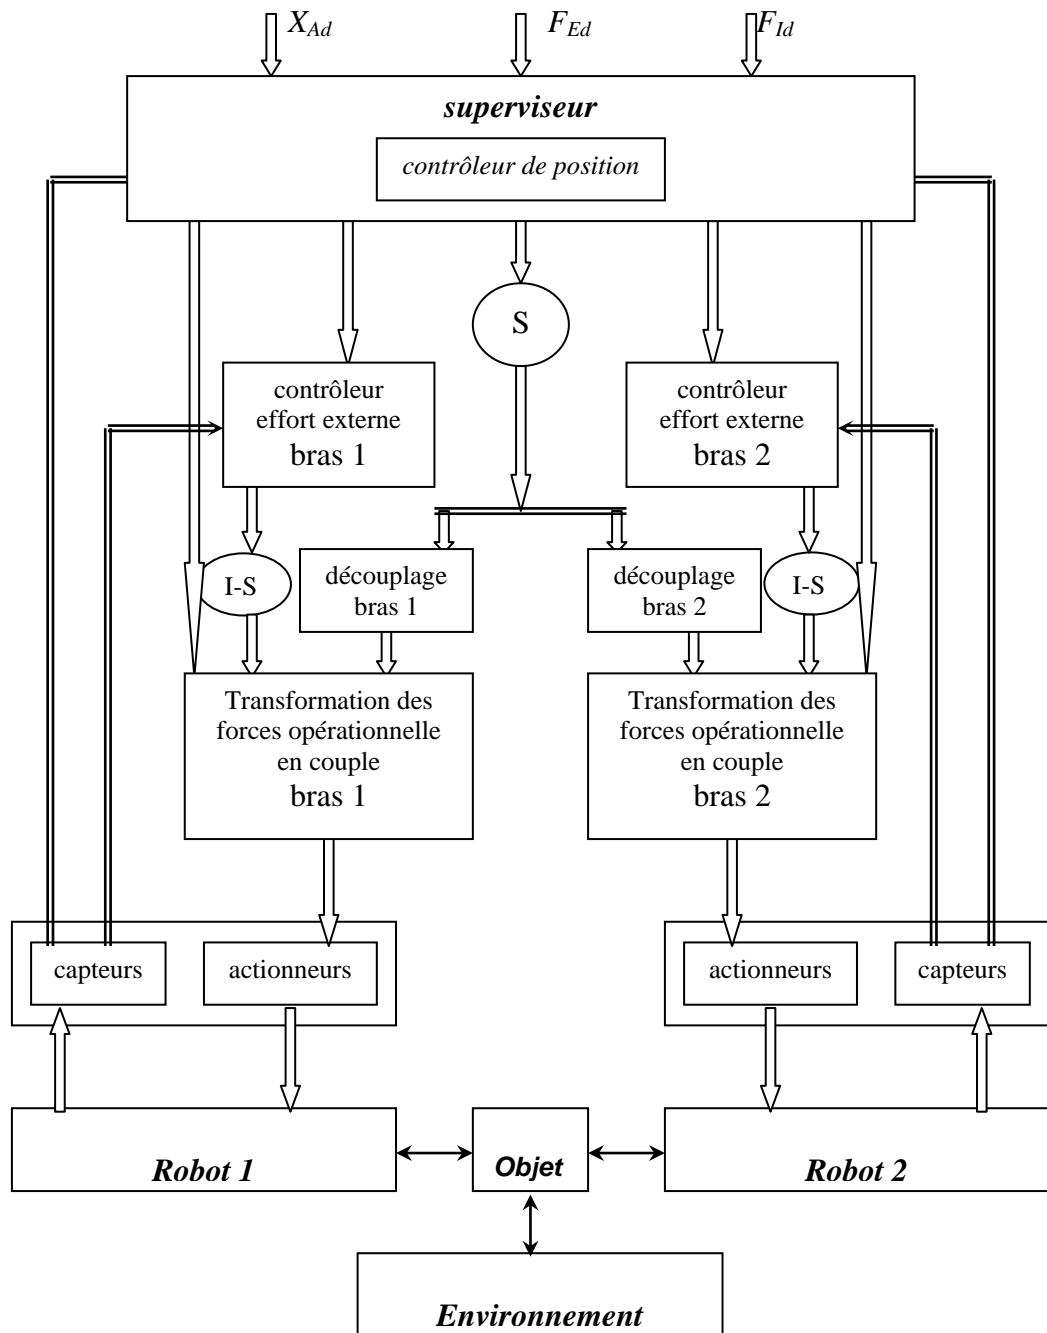 X_Ad F_Ed F_Id
superviseur
contrôleur de position
S
contrôleur
effort externe
bras 1
contrôleur
effort externe
bras 2
I-S
découplage
bras 1
découplage
bras 2
I-S
Transformation des
forces opérationnelle
en couple
bras 1
Transformation des
forces opérationnelle
en couple
bras 2
capteurs
actionneurs
actionneurs
capteurs
Robot 1
Objet
Robot 2
Environnement